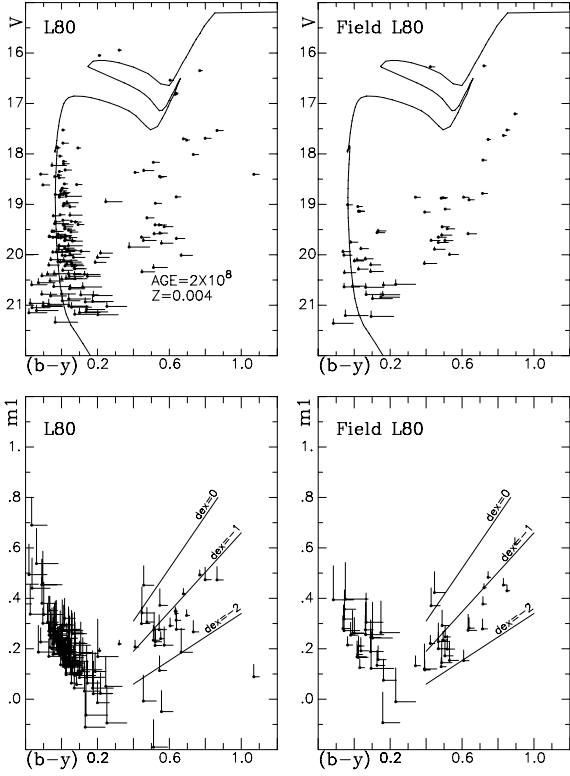 V
L80
16
17
18
19
20
21
AGE=2X10⁸
Z=0.004
(b−y) 0.2 0.6 1.0
V
Field L80
16
17
18
19
20
21
(b−y) 0.2 0.6 1.0
m1
L80
1.
.8
.6
.4
.2
.0
dex=0
dex=−1
dex=−2
(b−y) 0.2 0.6 1.0
m1
Field L80
1.
.8
.6
.4
.2
.0
dex=0
dex=−1
dex=−2
(b−y) 0.2 0.6 1.0